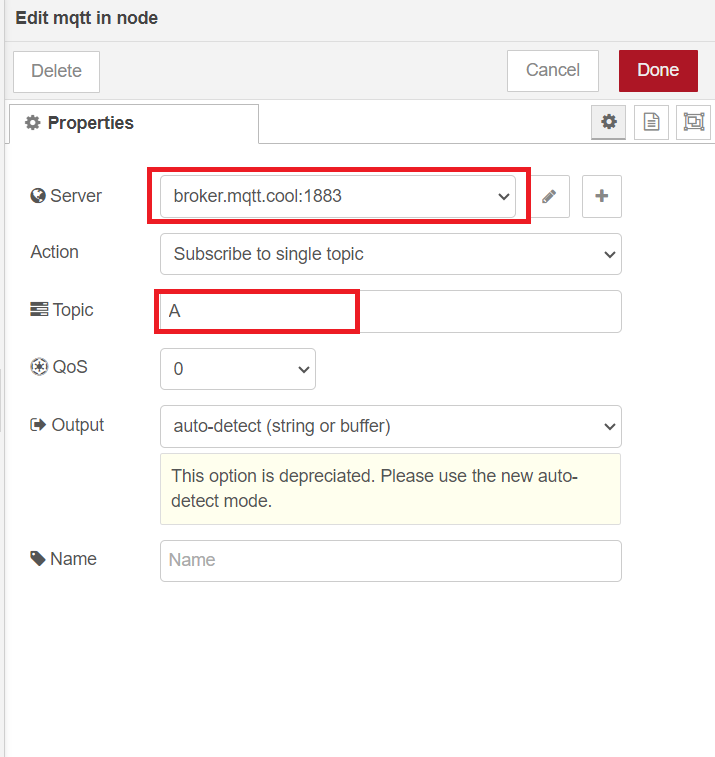 Edit mqtt in node
Delete
Cancel
Done
Properties
Server
broker.mqtt.cool:1883
Action
Subscribe to single topic
Topic
A
QoS
0
Output
auto-detect (string or buffer)
This option is depreciated. Please use the new auto-
detect mode.
Name
Name